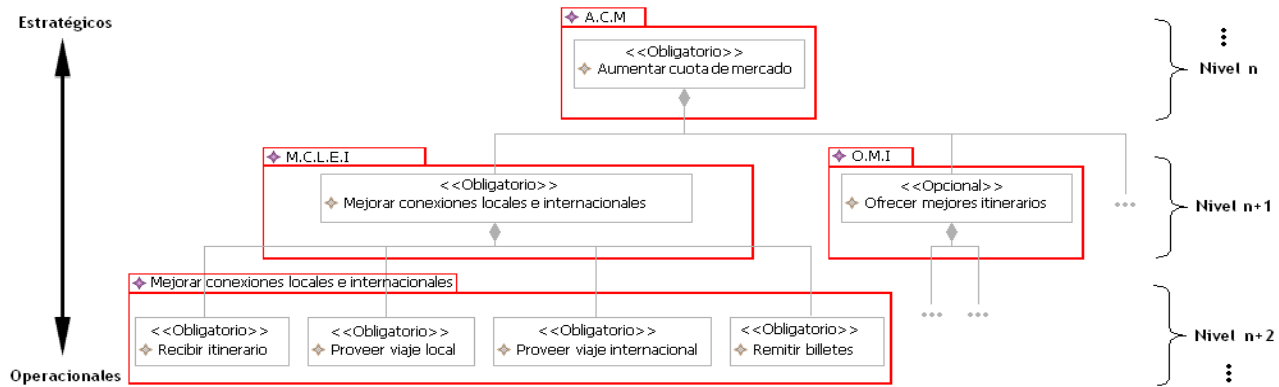 Estratégicos
A.C.M
<<Obligatorio>>
Aumentar cuota de mercado
Nivel n
M.C.L.E.I
<<Obligatorio>>
Mejorar conexiones locales e internacionales
O.M.I
<<Opcional>>
Ofrecer mejores itinerarios
...
Nivel n+1
Mejorar conexiones locales e internacionales
... ...
<<Obligatorio>>
Recibir itinerario
<<Obligatorio>>
Proveer viaje local
<<Obligatorio>>
Proveer viaje internacional
<<Obligatorio>>
Remitir billetes
Nivel n+2
Operacionales